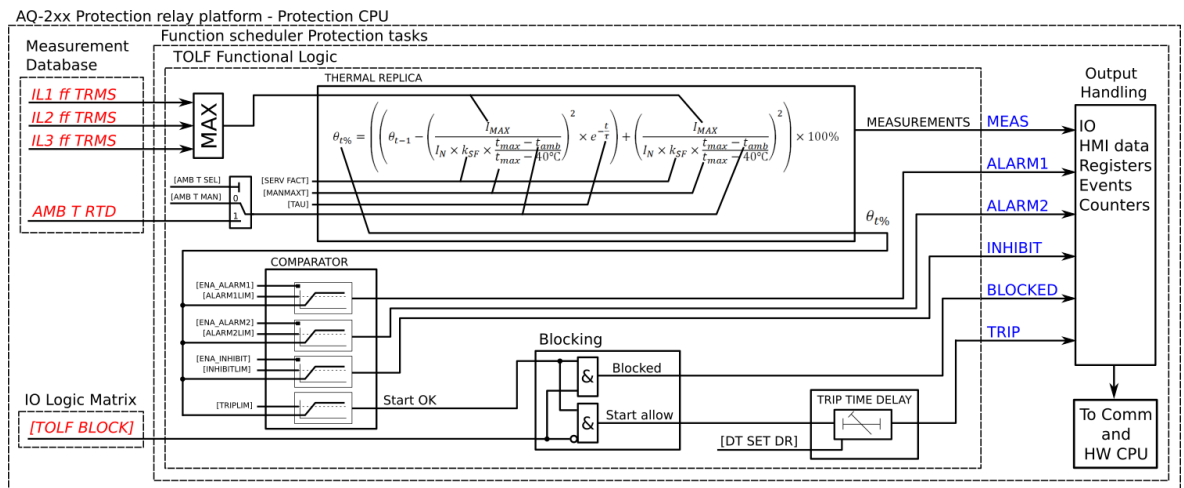 AQ-2xx Protection relay platform - Protection CPU
Function scheduler Protection tasks
TOLF Functional Logic
Measurement
Database
IL1 ff TRMS
IL2 ff TRMS
IL3 ff TRMS
MAX
THERMAL REPLICA
θt% = ( ( ( θt-1 - ( IMAX / ( IN × kSF × (tmax - tamb) / (tmax - 40°C) ) )² × e^(-t/τ) ) + ( IMAX / ( IN × kSF × (tmax - tamb) / (tmax - 40°C) ) )² ) × 100%
[AMB T SEL]
[AMB T MAN]
0
1
AMB T RTD
[SERV FACT]
[MANMAXT]
[TAU]
θt%
MEASUREMENTS
MEAS
ALARM1
ALARM2
INHIBIT
BLOCKED
TRIP
Output
Handling
IO
HMI data
Registers
Events
Counters
To Comm
and
HW CPU
COMPARATOR
[ENA_ALARM1]
[ALARM1LIM]
[ENA_ALARM2]
[ALARM2LIM]
[ENA_INHIBIT]
[INHIBITLIM]
[TRIPLIM]
Start OK
Blocking
&
Blocked
&
Start allow
TRIP TIME DELAY
[DT SET DR]
IO Logic Matrix
[TOLF BLOCK]